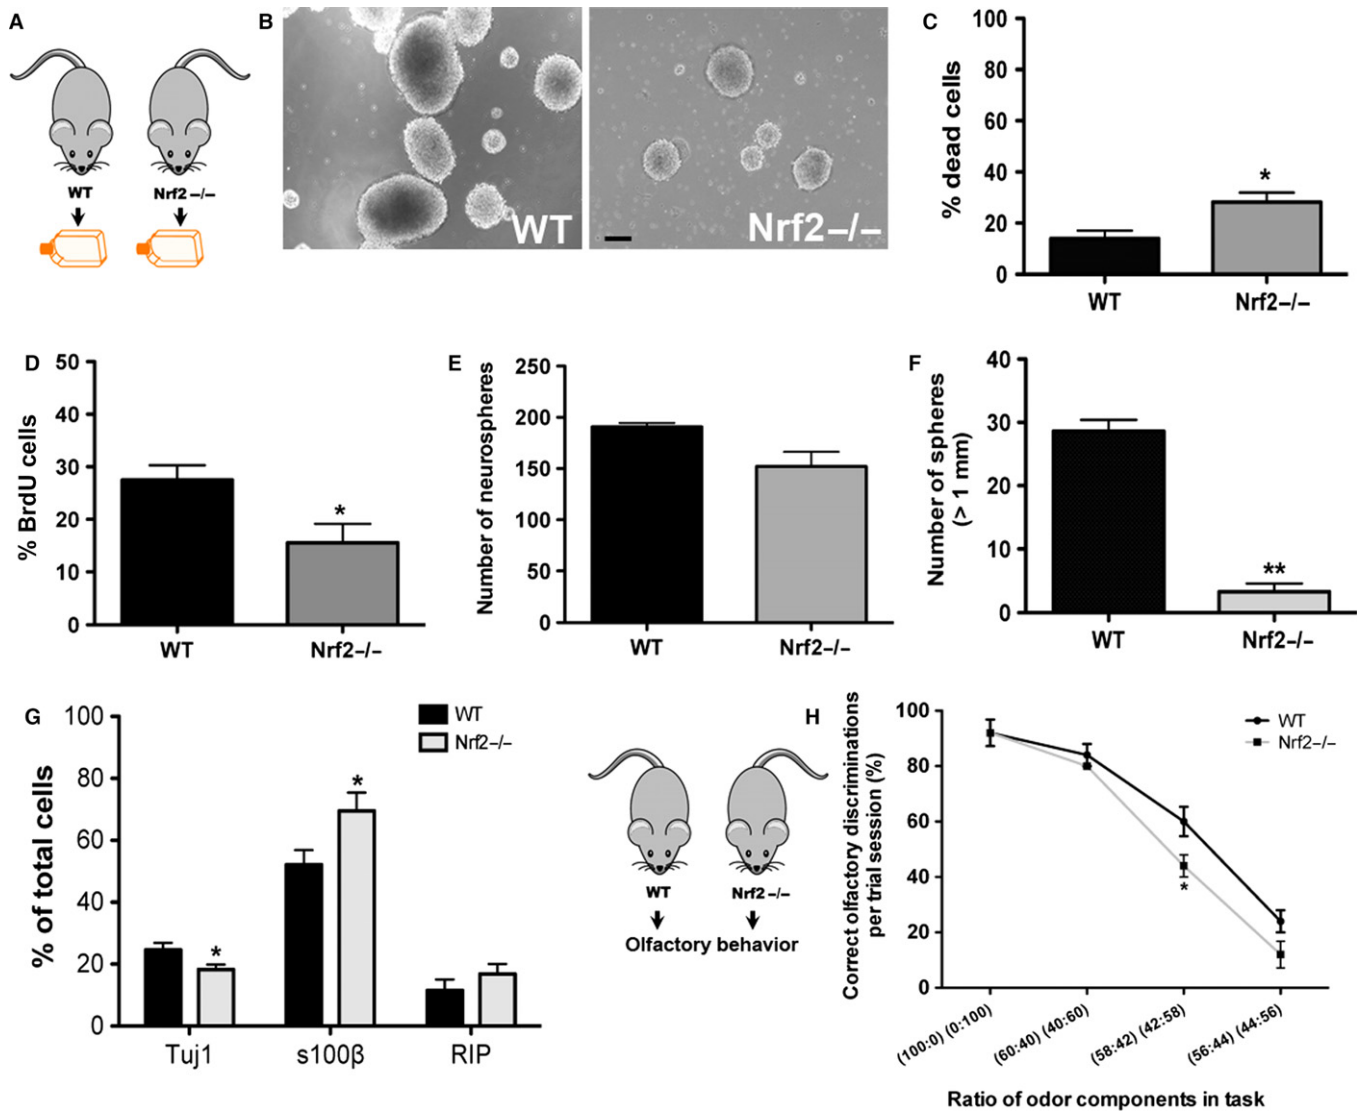 A
WT
Nrf2 –/–
B
WT
Nrf2–/–
C
% dead cells
100
80
60
40
20
0
*
WT
Nrf2–/–
D
% BrdU cells
50
40
30
20
10
0
*
WT
Nrf2–/–
E
Number of neurospheres
250
200
150
100
50
0
WT
Nrf2–/–
F
Number of spheres
(> 1 mm)
40
30
20
10
0
**
WT
Nrf2–/–
G
% of total cells
100
80
60
40
20
0
WT
Nrf2–/–
*
*
Tuj1
s100β
RIP
WT
Nrf2 –/–
Olfactory behavior
H
Correct olfactory discriminations
per trial session (%)
100
80
60
40
20
0
WT
Nrf2–/–
*
(100:0) (0:100)
(60:40) (40:60)
(58:42) (42:58)
(56:44) (44:56)
Ratio of odor components in task